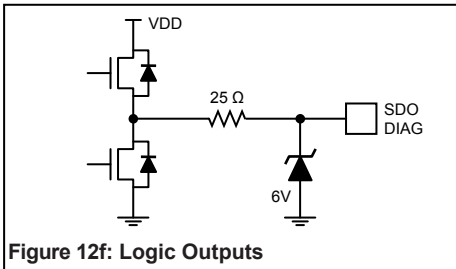 VDD
25 Ω
SDO
DIAG
6V
Figure 12f: Logic Outputs